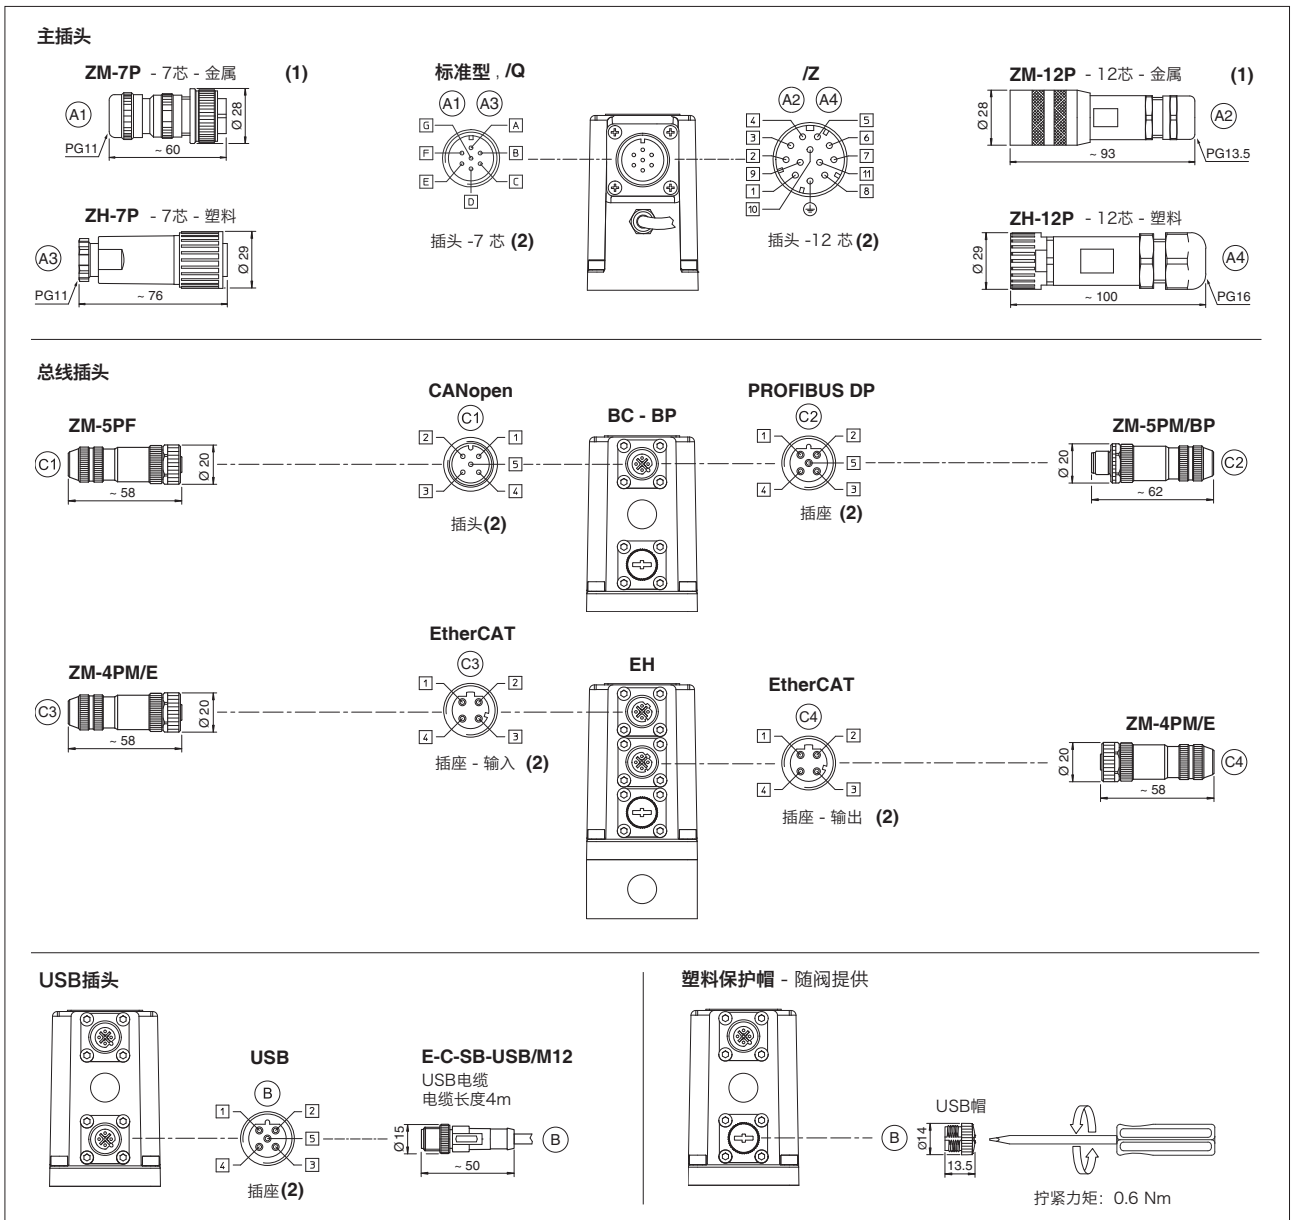 主插头
ZM-7P - 7芯 - 金属 (1)
A1
PG11
~ 60
Ø 28
ZH-7P - 7芯 - 塑料
A3
PG11
~ 76
Ø 29
标准型 , /Q
A1 A3
G A
F B
E C
D
插头 -7 芯 (2)
/Z
A2 A4
4 5
3 6
2 7
9 11
1 8
10
插头 -12 芯 (2)
ZM-12P - 12芯 - 金属 (1)
Ø 28
A2
~ 93
PG13.5
ZH-12P - 12芯 - 塑料
Ø 29
A4
~ 100
PG16
总线插头
ZM-5PF
C1
~ 58
Ø 20
CANopen
C1
2 1
5
3 4
插头(2)
BC - BP
PROFIBUS DP
C2
1 2
5
4 3
插座 (2)
ZM-5PM/BP
Ø 20
C2
~ 62
ZM-4PM/E
C3
~ 58
Ø 20
EtherCAT
C3
1 2
4 3
插座 - 输入 (2)
EH
EtherCAT
C4
1 2
4 3
插座 - 输出 (2)
ZM-4PM/E
Ø 20
C4
~ 58
USB插头
USB
B
1 2
5
4 3
插座(2)
E-C-SB-USB/M12
USB电缆
电缆长度4m
Ø15
B
~ 50
塑料保护帽 - 随阀提供
B
USB帽
Ø14
13.5
拧紧力矩: 0.6 Nm